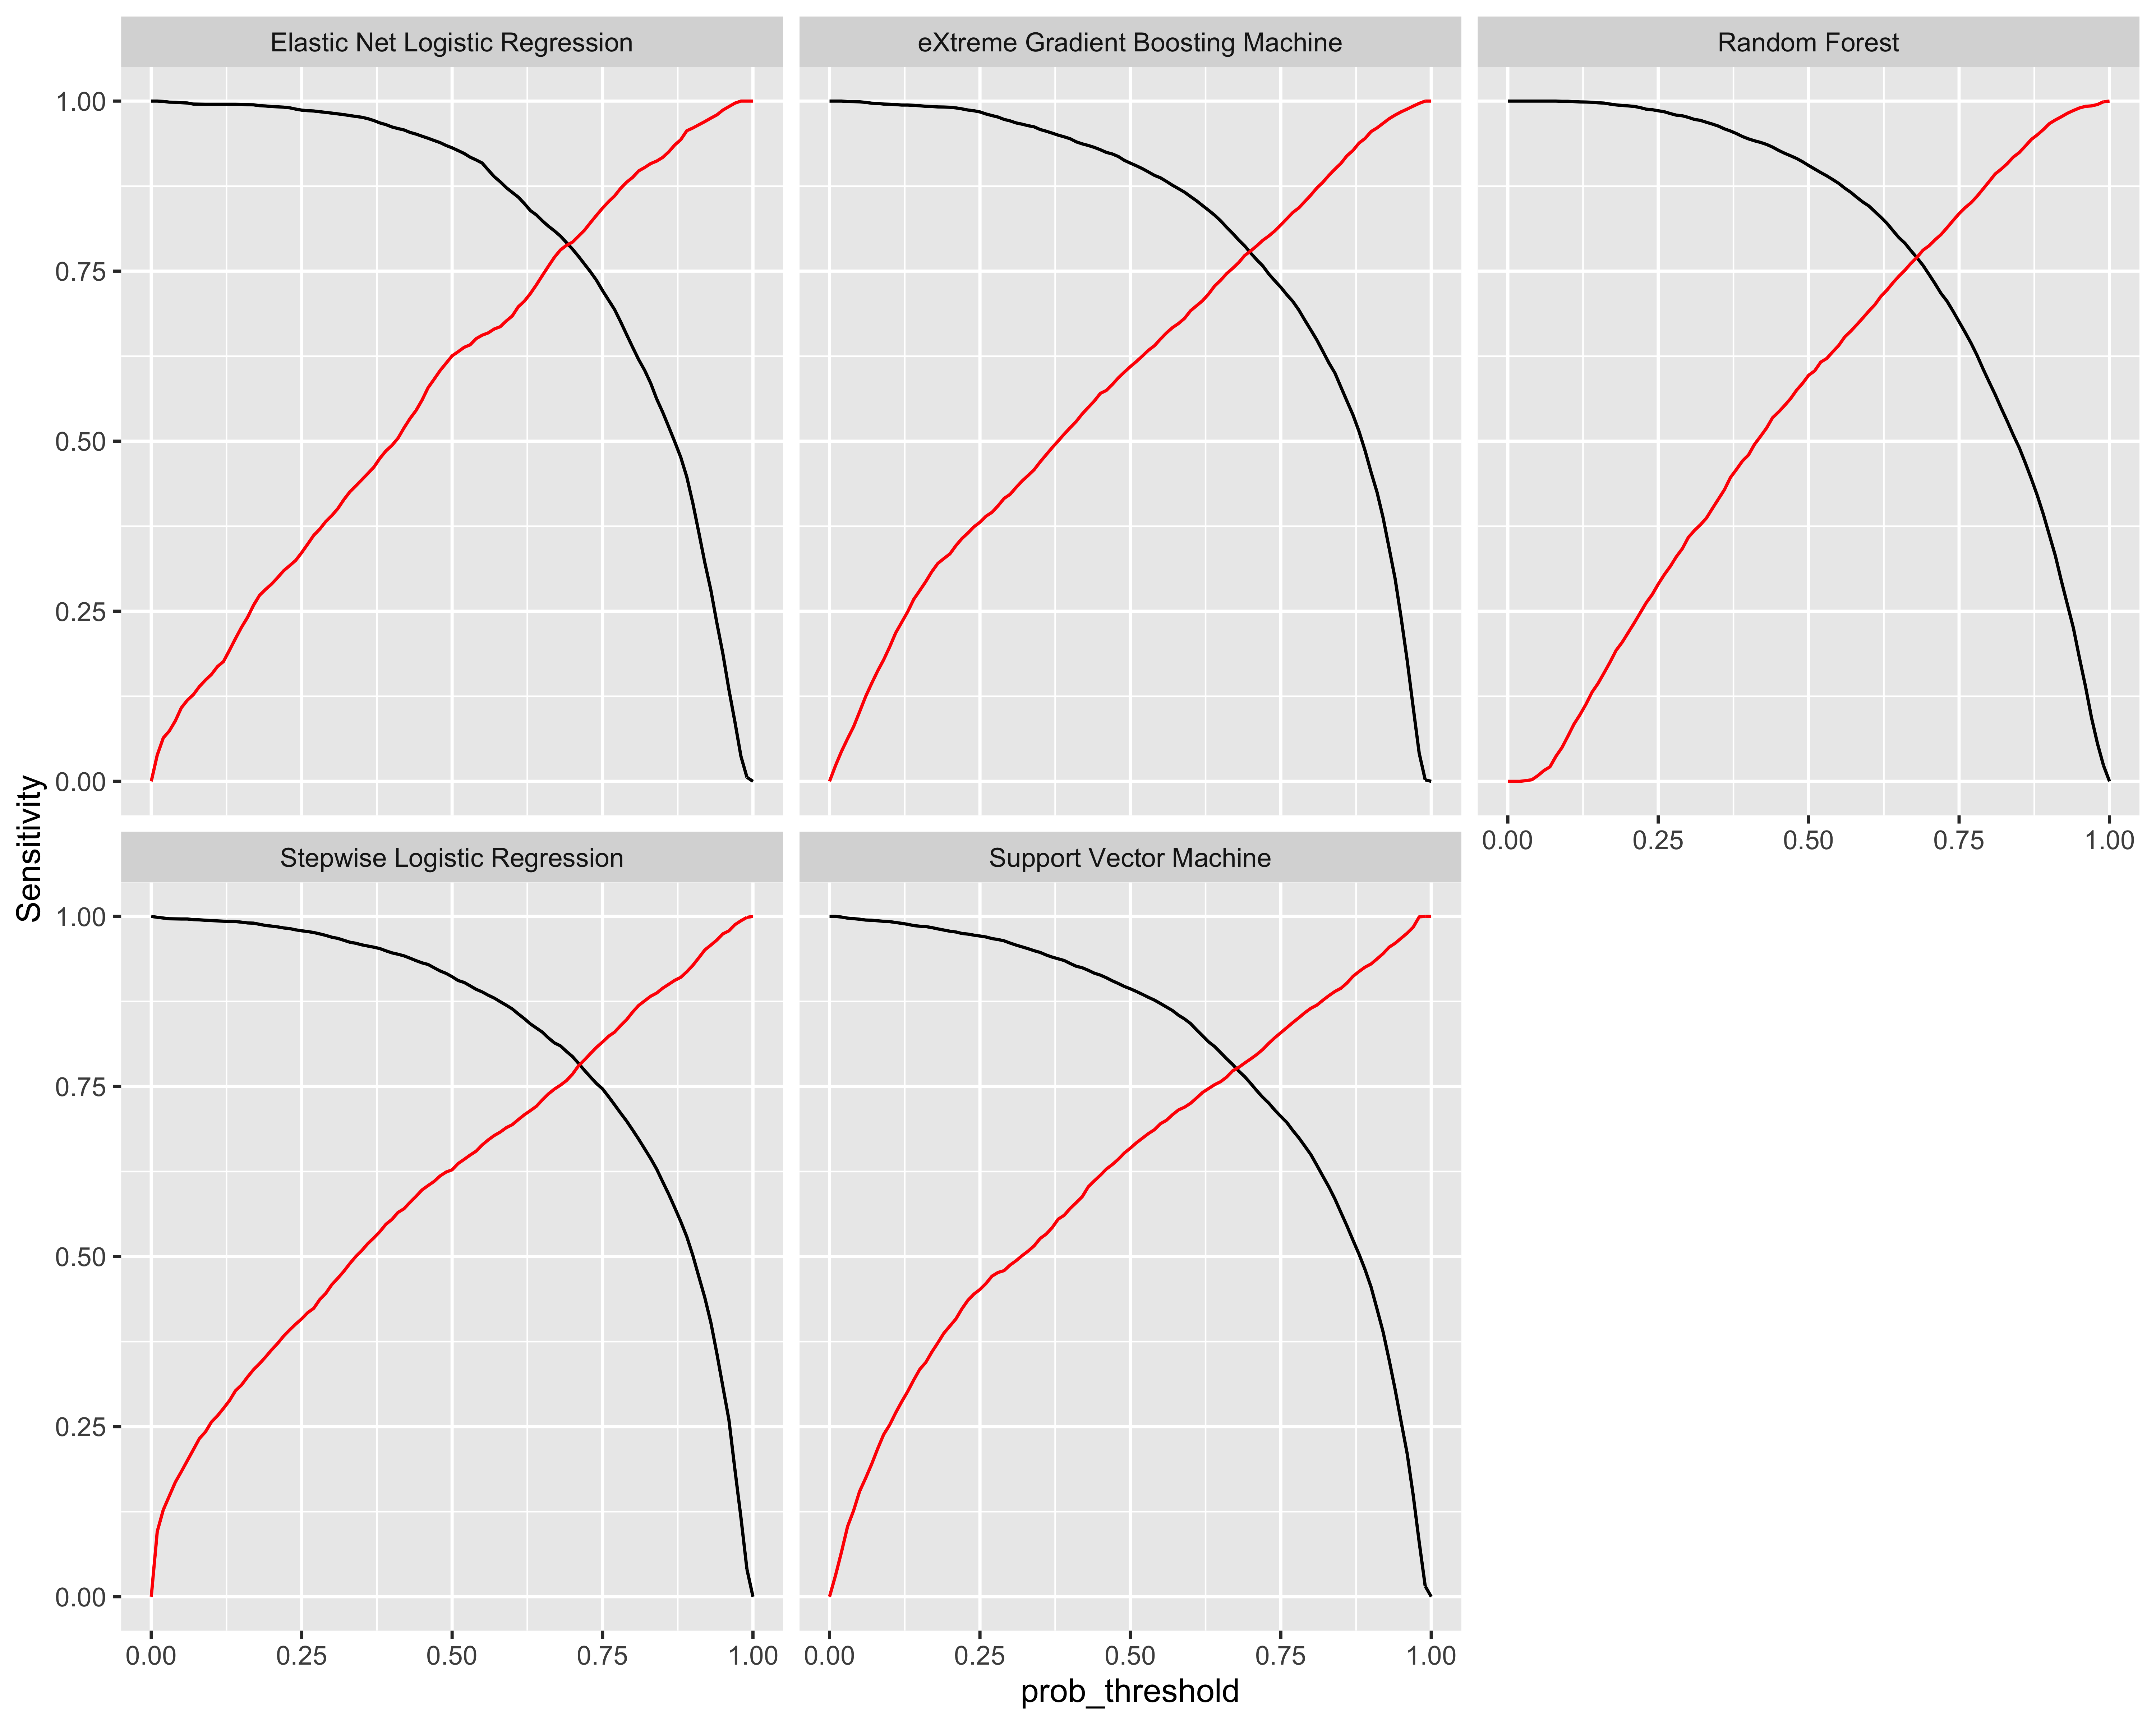 Elastic Net Logistic Regression
eXtreme Gradient Boosting Machine
Random Forest
1.00
0.75
0.50
0.25
0.00
0.00 0.25 0.50 0.75 1.00
Sensitivity
Stepwise Logistic Regression
Support Vector Machine
1.00
0.75
0.50
0.25
0.00
0.00 0.25 0.50 0.75 1.00
0.00 0.25 0.50 0.75 1.00
prob_threshold